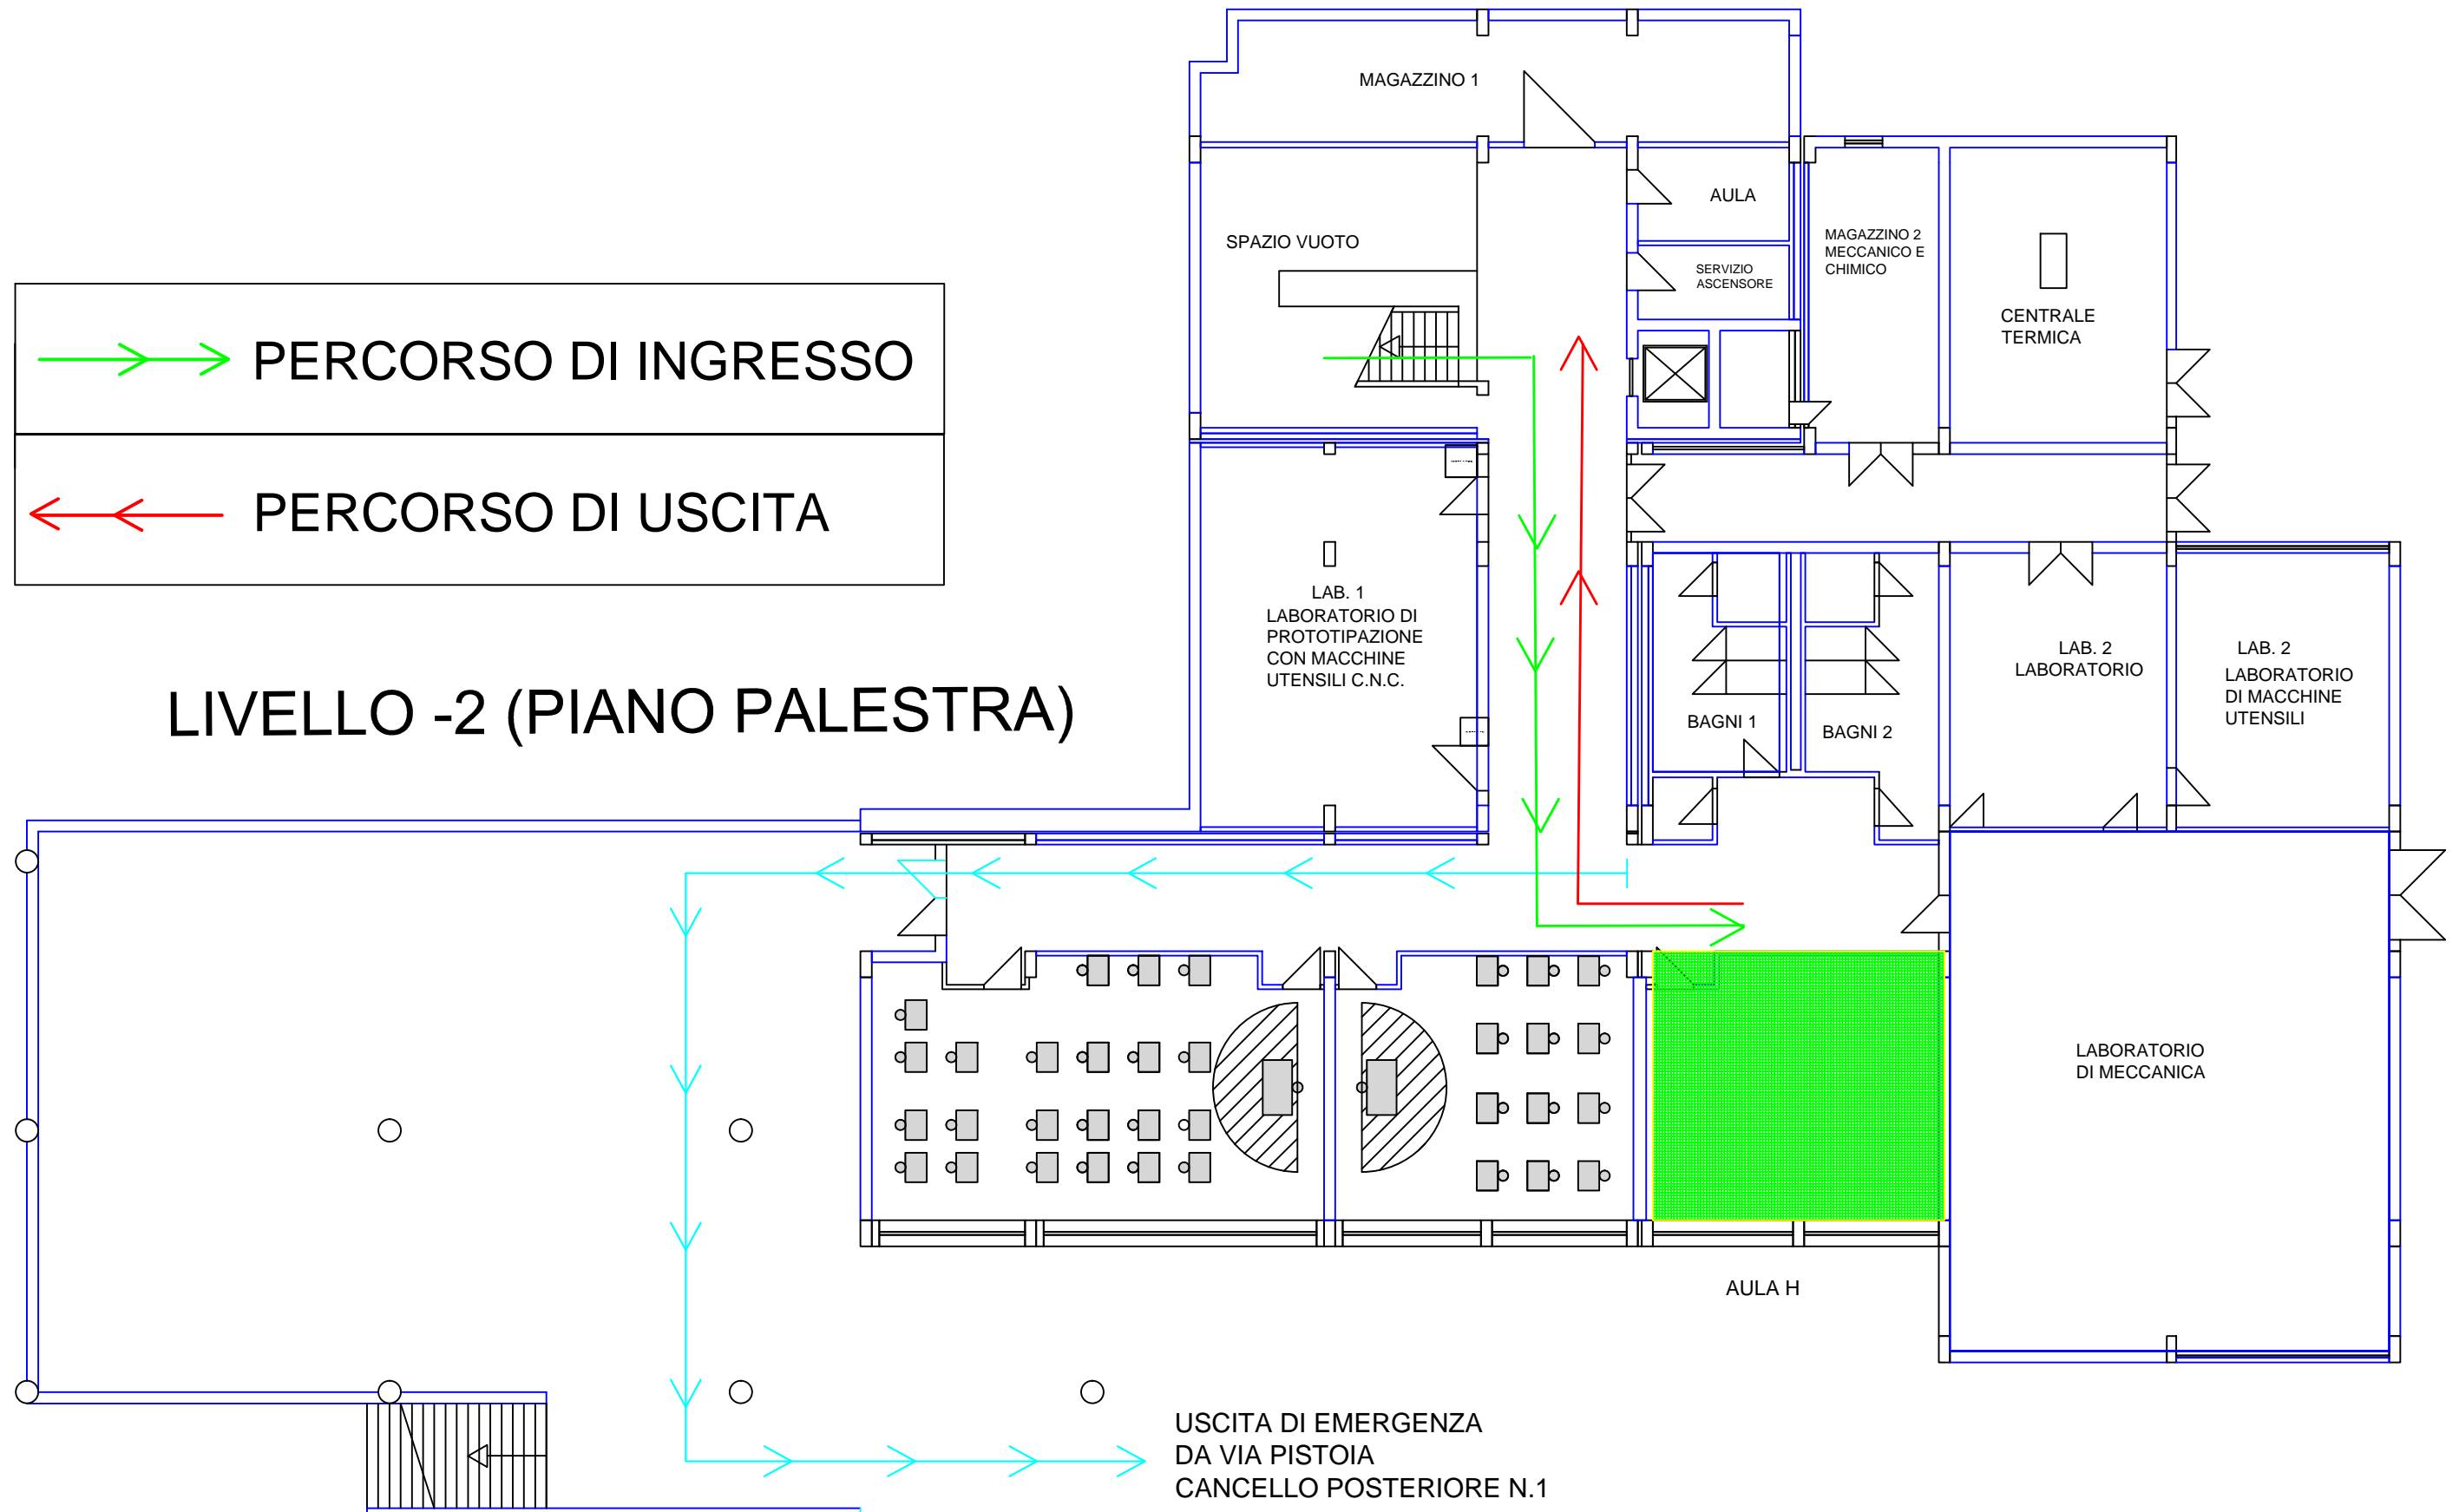 MAGAZZINO 1
AULA
SPAZIO VUOTO
MAGAZZINO 2
MECCANICO E
CHIMICO
SERVIZIO
ASCENSORE
CENTRALE
TERMICA
PERCORSO DI INGRESSO
PERCORSO DI USCITA
LAB. 1
LABORATORIO DI
PROTOTIPAZIONE
CON MACCHINE
UTENSILI C.N.C.
LAB. 2
LABORATORIO
LAB. 2
LABORATORIO
DI MACCHINE
UTENSILI
LIVELLO -2 (PIANO PALESTRA)
BAGNI 1
BAGNI 2
LABORATORIO
DI MECCANICA
AULA H
USCITA DI EMERGENZA
DA VIA PISTOIA
CANCELLO POSTERIORE N.1